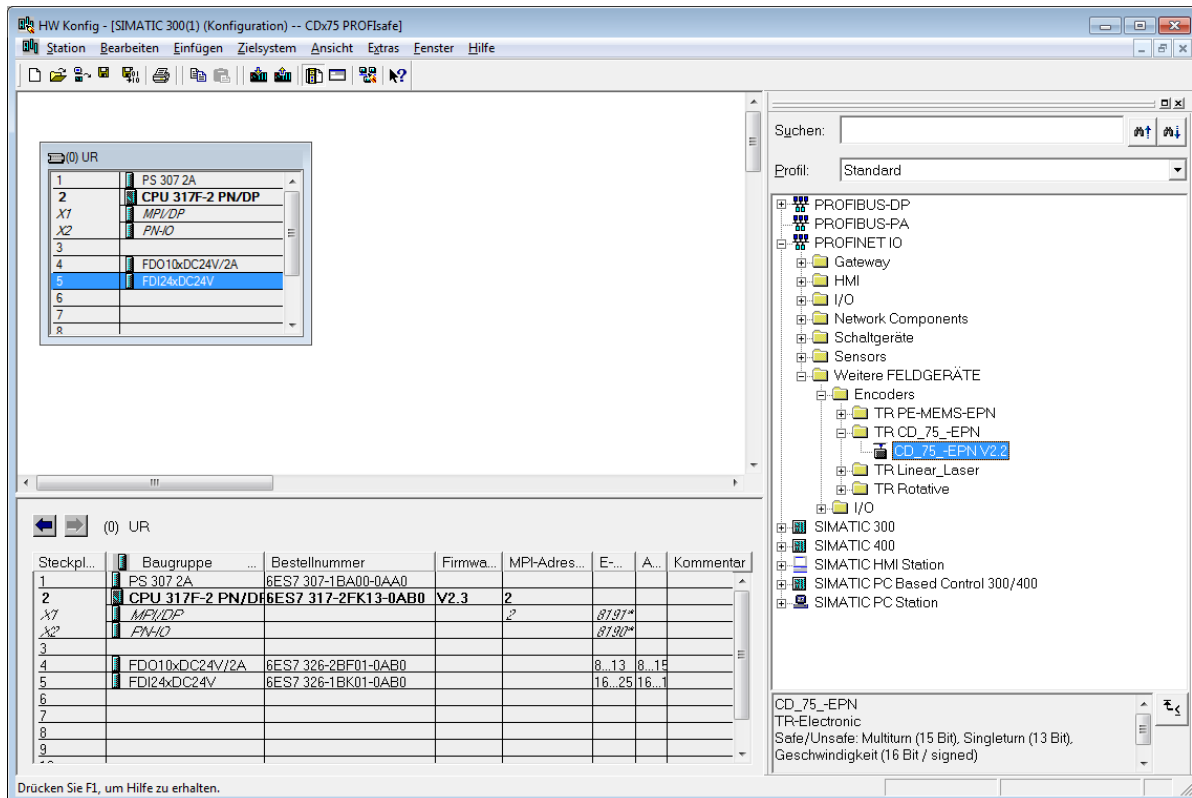 HW Konfig - [SIMATIC 300(1) (Konfiguration) -- CDx75 PROFIsafe]
Station Bearbeiten Einfügen Zielsystem Ansicht Extras Fenster Hilfe
(0) UR
1 PS 307 2A
2 CPU 317F-2 PN/DP
X1 MPI/DP
X2 PN-IO
3
4 FDO10xDC24V/2A
5 FDI24xDC24V
6
7
8
Suchen:
Profil: Standard
PROFIBUS-DP
PROFIBUS-PA
PROFINET IO
Gateway
HMI
I/O
Network Components
Schaltgeräte
Sensors
Weitere FELDGERÄTE
Encoders
TR PE-MEMS-EPN
TR CD_75_-EPN
CD_75_-EPN V2.2
TR Linear_Laser
TR Rotative
I/O
SIMATIC 300
SIMATIC 400
SIMATIC HMI Station
SIMATIC PC Based Control 300/400
SIMATIC PC Station
(0) UR
Steckpl... Baugruppe ... Bestellnummer Firmwa... MPI-Adres... E-... A... Kommentar
1 PS 307 2A 6ES7 307-1BA00-0AA0
2 CPU 317F-2 PN/DP 6ES7 317-2FK13-0AB0 V2.3 2
X1 MPI/DP 2 8191*
X2 PN-IO 8190*
3
4 FDO10xDC24V/2A 6ES7 326-2BF01-0AB0 8...13 8...15
5 FDI24xDC24V 6ES7 326-1BK01-0AB0 16...25 16...1
6
7
8
9
CD_75_-EPN
TR-Electronic
Safe/Unsafe: Multiturn (15 Bit), Singleturn (13 Bit),
Geschwindigkeit (16 Bit / signed)
Drücken Sie F1, um Hilfe zu erhalten.